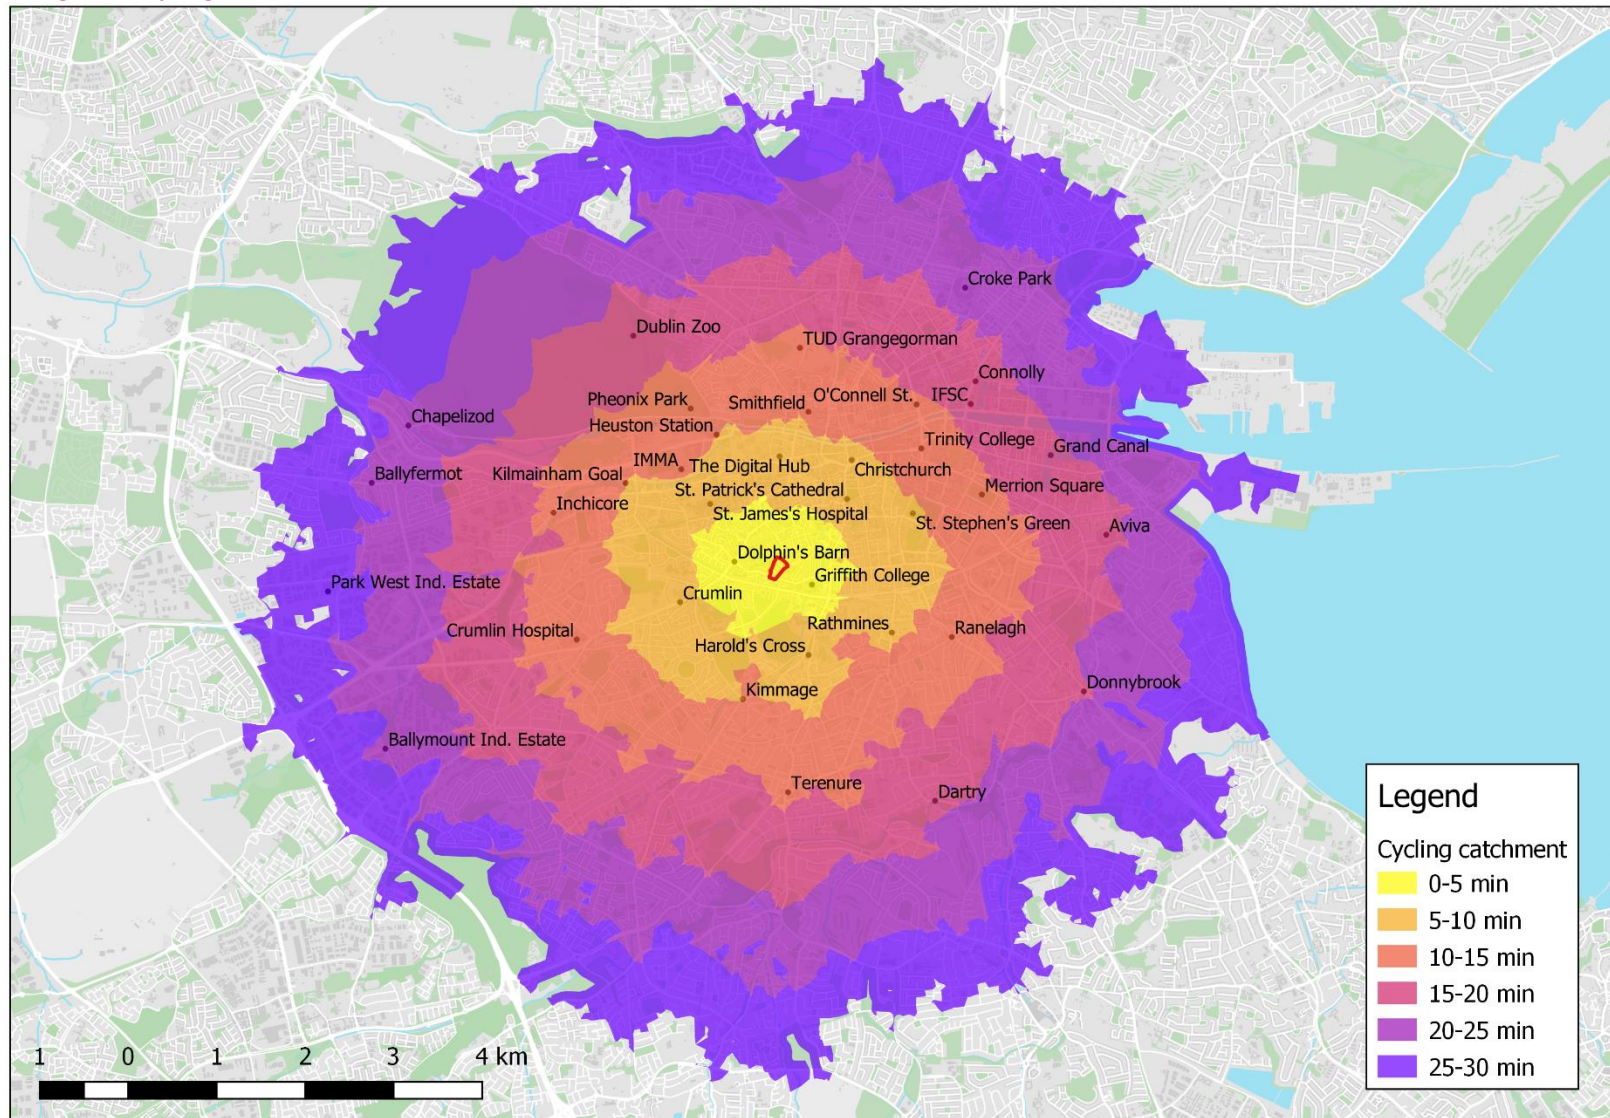 Croke Park
Dublin Zoo
TUD Grangegorman
Connolly
Pheonix Park
Smithfield
O'Connell St.
IFSC
Chapelizod
Heuston Station
Trinity College
Grand Canal
Ballyfermot
Kilmainham Goal
IMMA
The Digital Hub
Christchurch
Merrion Square
Inchicore
St. Patrick's Cathedral
St. James's Hospital
St. Stephen's Green
Aviva
Dolphin's Barn
Park West Ind. Estate
Griffith College
Crumlin
Crumlin Hospital
Rathmines
Ranelagh
Harold's Cross
Kimmage
Donnybrook
Ballymount Ind. Estate
Terenure
Dartry
Legend
Cycling catchment
0-5 min
5-10 min
10-15 min
15-20 min
20-25 min
25-30 min
1 0 1 2 3 4 km